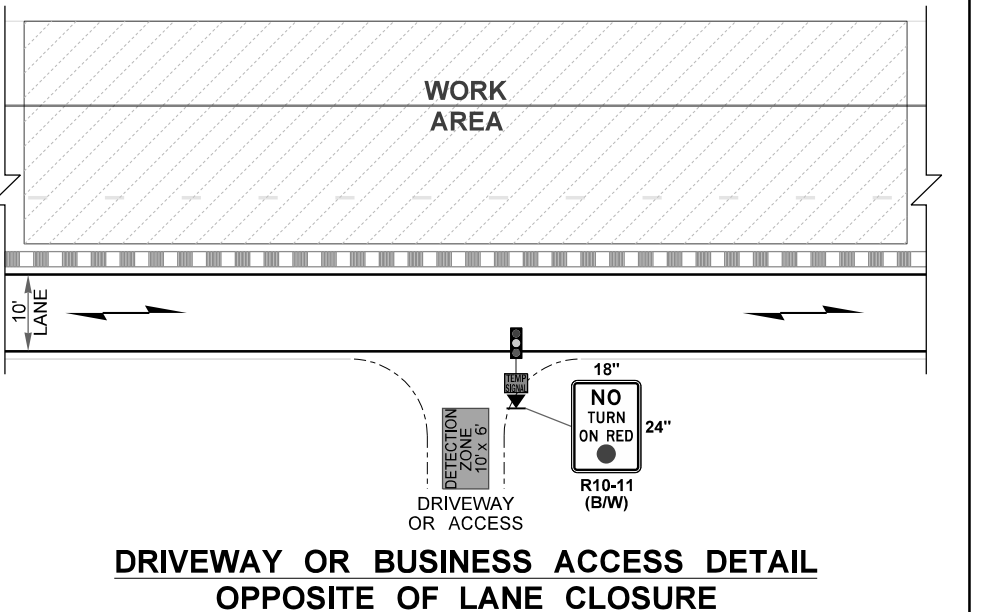 WORK
AREA
10'
LANE
TEMP
SIGNAL
18"
NO
TURN
ON RED
24"
R10-11
(B/W)
DETECTION
ZONE
10' x 6'
DRIVEWAY
OR ACCESS
DRIVEWAY OR BUSINESS ACCESS DETAIL
OPPOSITE OF LANE CLOSURE